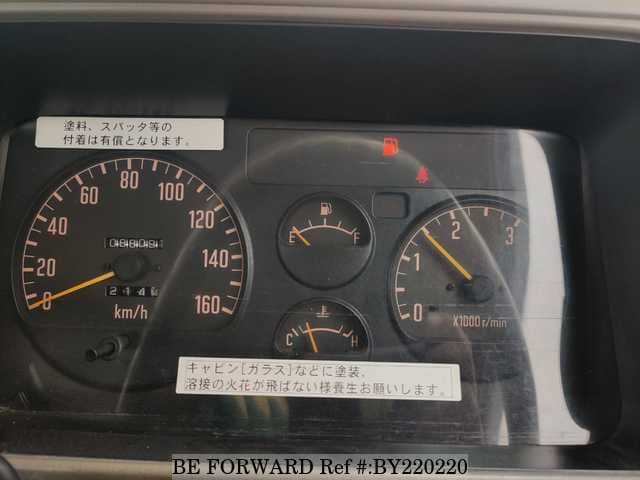 塗料、スパッタ等の
付着は有償となります。
0 20 40 60 80 100 120 140 160
km/h
E F
C H
0 1 2 3
X1000 r/min
キャビン[ガラス]などに塗装、
溶接の火花が飛ばない様養生お願いします。
BE FORWARD Ref #:BY220220